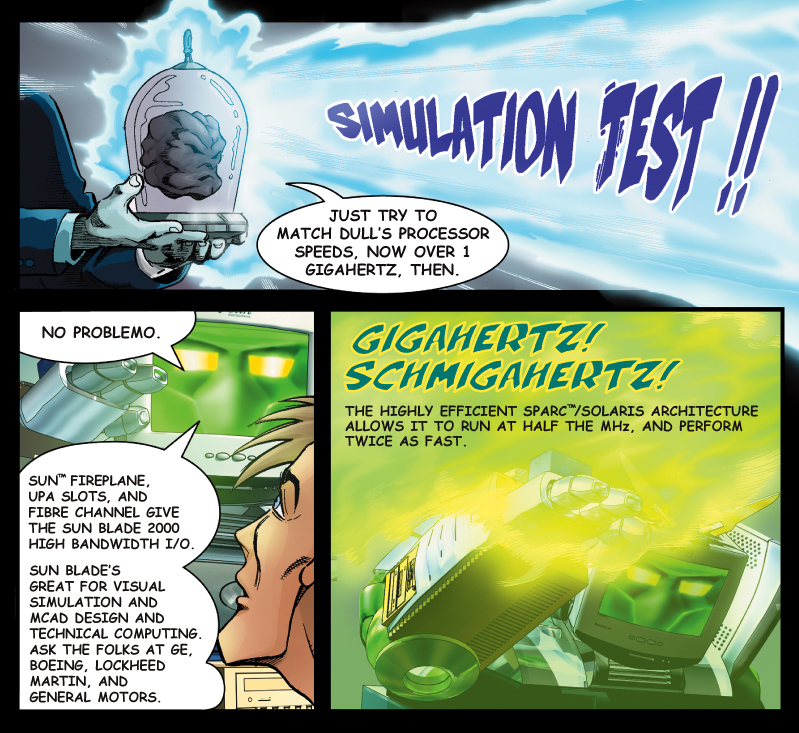 SIMULATION TEST!!
JUST TRY TO
MATCH DULL'S PROCESSOR
SPEEDS, NOW OVER 1
GIGAHERTZ, THEN.
NO PROBLEMO.
SUN™ FIREPLANE,
UPA SLOTS, AND
FIBRE CHANNEL GIVE
THE SUN BLADE 2000
HIGH BANDWIDTH I/O.
SUN BLADE'S
GREAT FOR VISUAL
SIMULATION AND
MCAD DESIGN AND
TECHNICAL COMPUTING.
ASK THE FOLKS AT GE,
BOEING, LOCKHEED
MARTIN, AND
GENERAL MOTORS.
GIGAHERTZ!
SCHMIGAHERTZ!
THE HIGHLY EFFICIENT SPARC™/SOLARIS ARCHITECTURE
ALLOWS IT TO RUN AT HALF THE MHz, AND PERFORM
TWICE AS FAST.